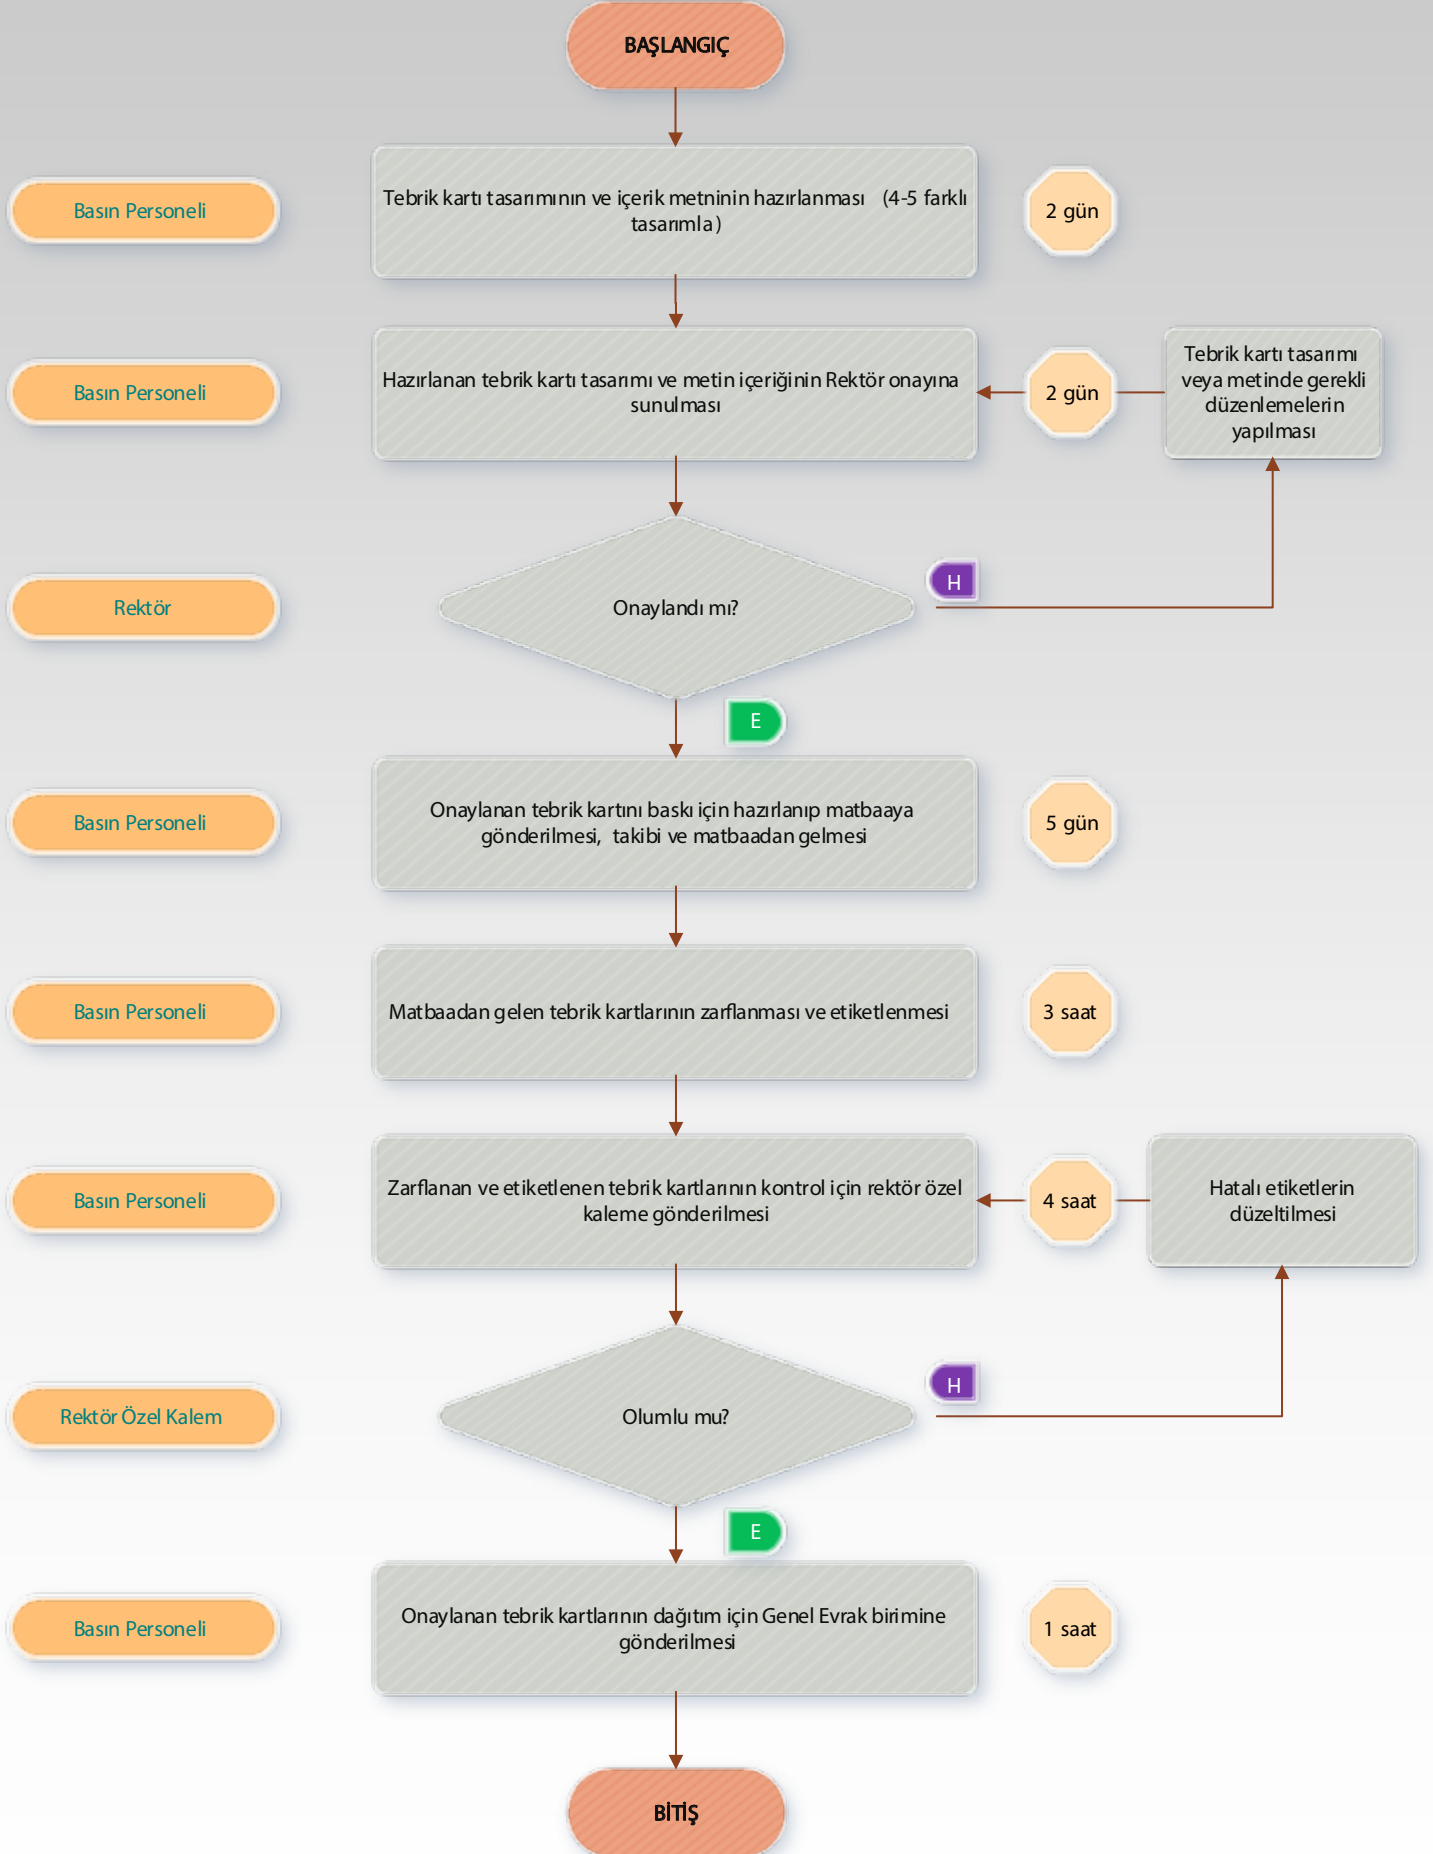 BAŞLANGIÇ
Basın Personeli
Tebrik kartı tasarımının ve içerik metninin hazırlanması (4-5 farklı
tasarımla)
2 gün
Basın Personeli
Hazırlanan tebrik kartı tasarımı ve metin içeriğinin Rektör onayına
sunulması
2 gün
Tebrik kartı tasarımı
veya metinde gerekli
düzenlemelerin
yapılması
Rektör
Onaylandı mı?
H
E
Basın Personeli
Onaylanan tebrik kartını baskı için hazırlanıp matbaaya
gönderilmesi, takibi ve matbaadan gelmesi
5 gün
Basın Personeli
Matbaadan gelen tebrik kartlarının zarflanması ve etiketlenmesi
3 saat
Basın Personeli
Zarflanan ve etiketlenen tebrik kartlarının kontrol için rektör özel
kaleme gönderilmesi
4 saat
Hatalı etiketlerin
düzeltilmesi
Rektör Özel Kalem
Olumlu mu?
H
E
Basın Personeli
Onaylanan tebrik kartlarının dağıtım için Genel Evrak birimine
gönderilmesi
1 saat
BİTİŞ